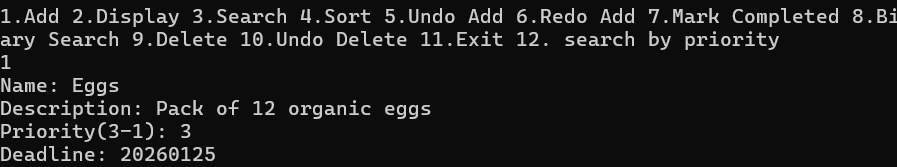 1.Add 2.Display 3.Search 4.Sort 5.Undo Add 6.Redo Add 7.Mark Completed 8.Bi
ary Search 9.Delete 10.Undo Delete 11.Exit 12. search by priority
1
Name: Eggs
Description: Pack of 12 organic eggs
Priority(3-1): 3
Deadline: 20260125